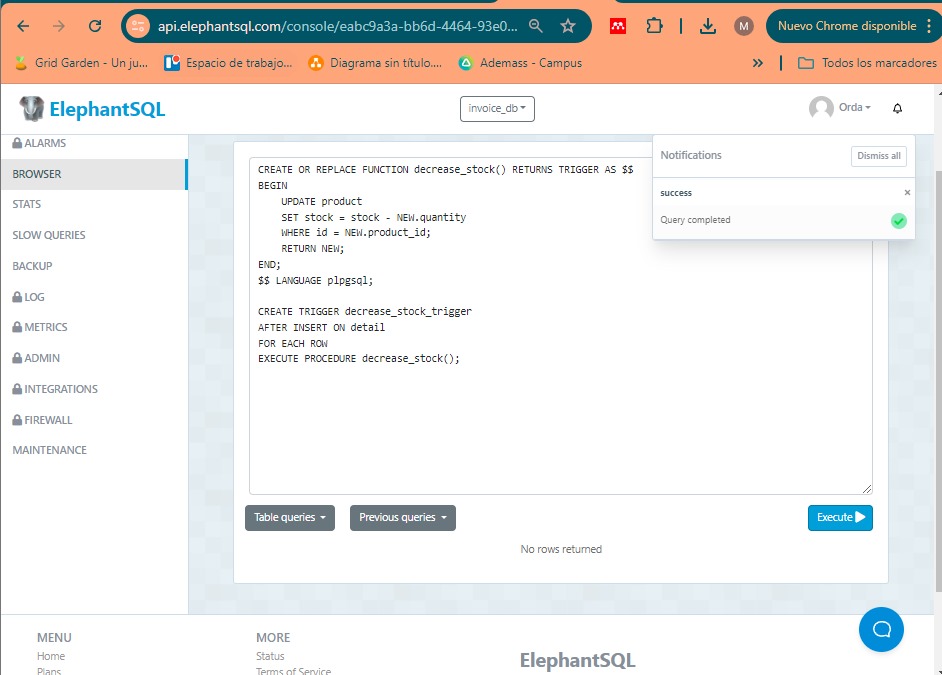 api.elephantsql.com/console/eabc9a3a-bb6d-4464-93e0...
M
Nuevo Chrome disponible
Grid Garden - Un ju...
Espacio de trabajo...
Diagrama sin título....
Ademass - Campus
»
Todos los marcadores
ElephantSQL
invoice_db
Orda
ALARMS
BROWSER
STATS
SLOW QUERIES
BACKUP
LOG
METRICS
ADMIN
INTEGRATIONS
FIREWALL
MAINTENANCE
CREATE OR REPLACE FUNCTION decrease_stock() RETURNS TRIGGER AS $$
BEGIN
    UPDATE product
    SET stock = stock - NEW.quantity
    WHERE id = NEW.product_id;
    RETURN NEW;
END;
$$ LANGUAGE plpgsql;

CREATE TRIGGER decrease_stock_trigger
AFTER INSERT ON detail
FOR EACH ROW
EXECUTE PROCEDURE decrease_stock();
Notifications
Dismiss all
success
×
Query completed
Table queries
Previous queries
Execute
No rows returned
MENU
Home
Plans
MORE
Status
Terms of Service
ElephantSQL